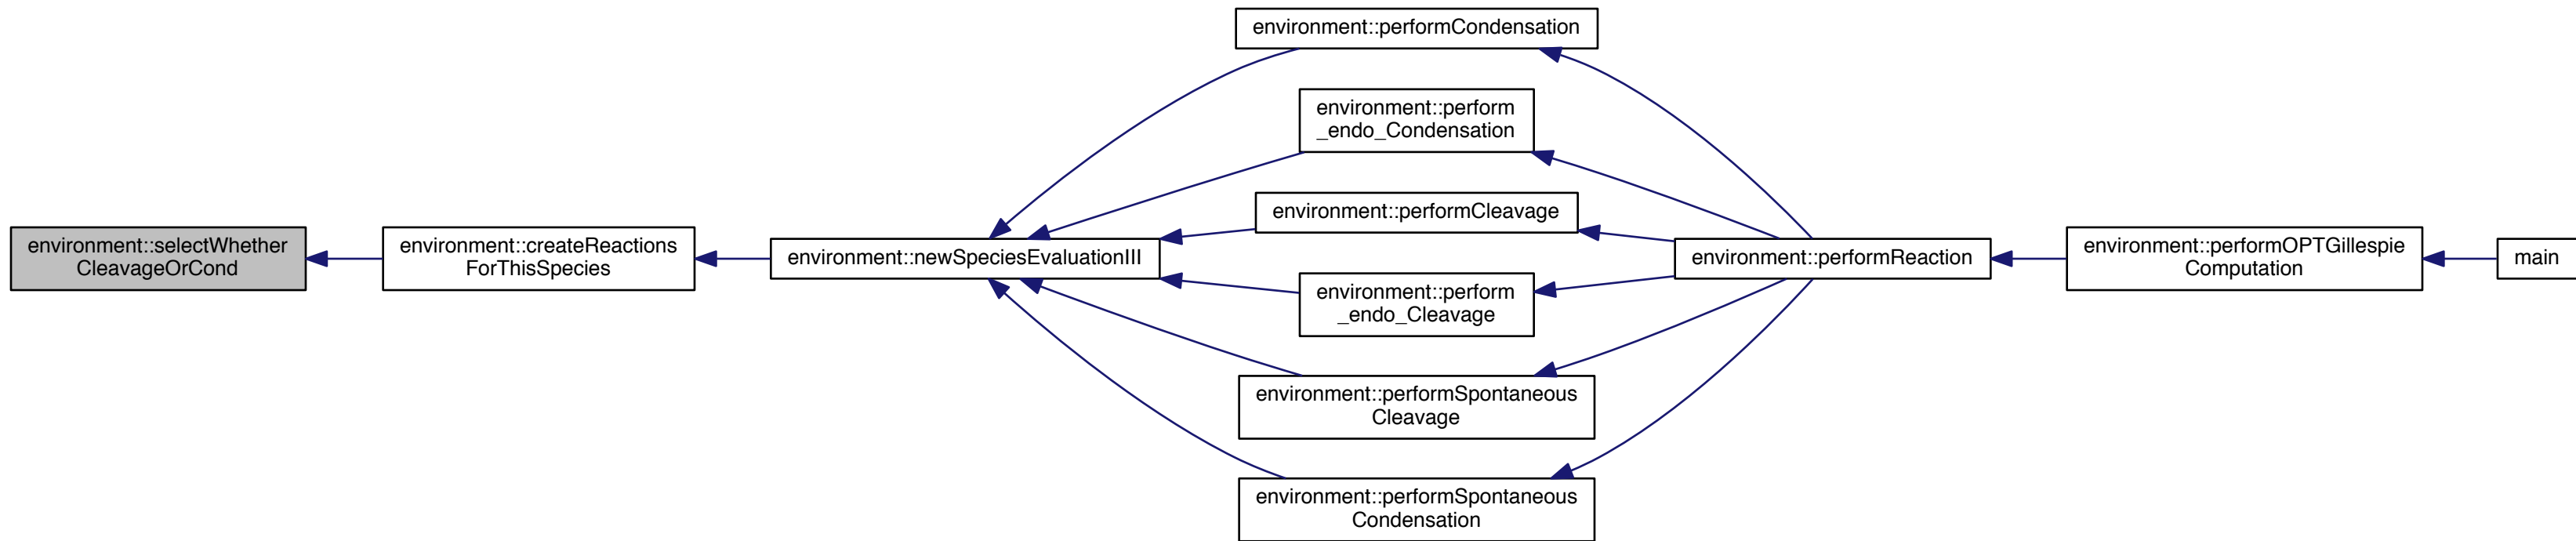 environment::selectWhether
CleavageOrCond
environment::createReactions
ForThisSpecies
environment::newSpeciesEvaluationIII
environment::performCondensation
environment::perform
_endo_Condensation
environment::performCleavage
environment::perform
_endo_Cleavage
environment::performSpontaneous
Cleavage
environment::performSpontaneous
Condensation
environment::performReaction
environment::performOPTGillespie
Computation
main